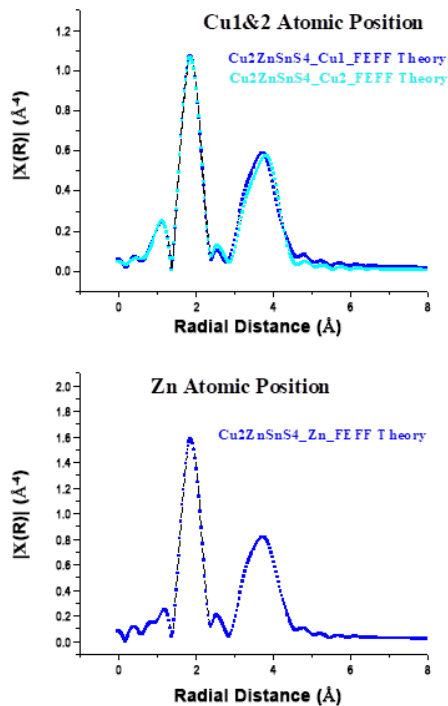 Cu1&2 Atomic Position
Cu2ZnSnS4_Cu1_FEFF Theory
Cu2ZnSnS4_Cu2_FEFF Theory
|X(R)| (Å-⁴)
1.2
1.0
0.8
0.6
0.4
0.2
0.0
0 2 4 6 8
Radial Distance (Å)
Zn Atomic Position
Cu2ZnSnS4_Zn_FEFF Theory
|X(R)| (Å-⁴)
2.0
1.8
1.6
1.4
1.2
1.0
0.8
0.6
0.4
0.2
0.0
0 2 4 6 8
Radial Distance (Å)